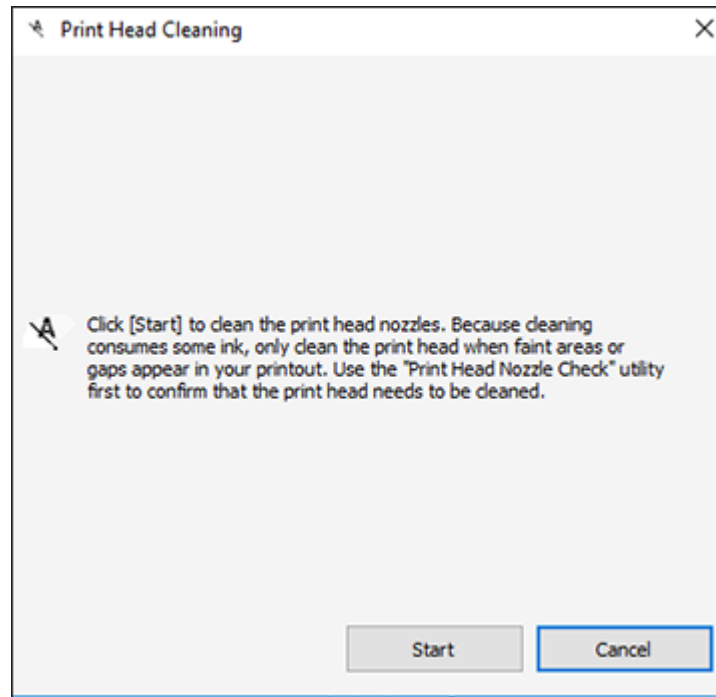 Print Head Cleaning
Click [Start] to clean the print head nozzles. Because cleaning
consumes some ink, only clean the print head when faint areas or
gaps appear in your printout. Use the "Print Head Nozzle Check" utility
first to confirm that the print head needs to be cleaned.
Start
Cancel